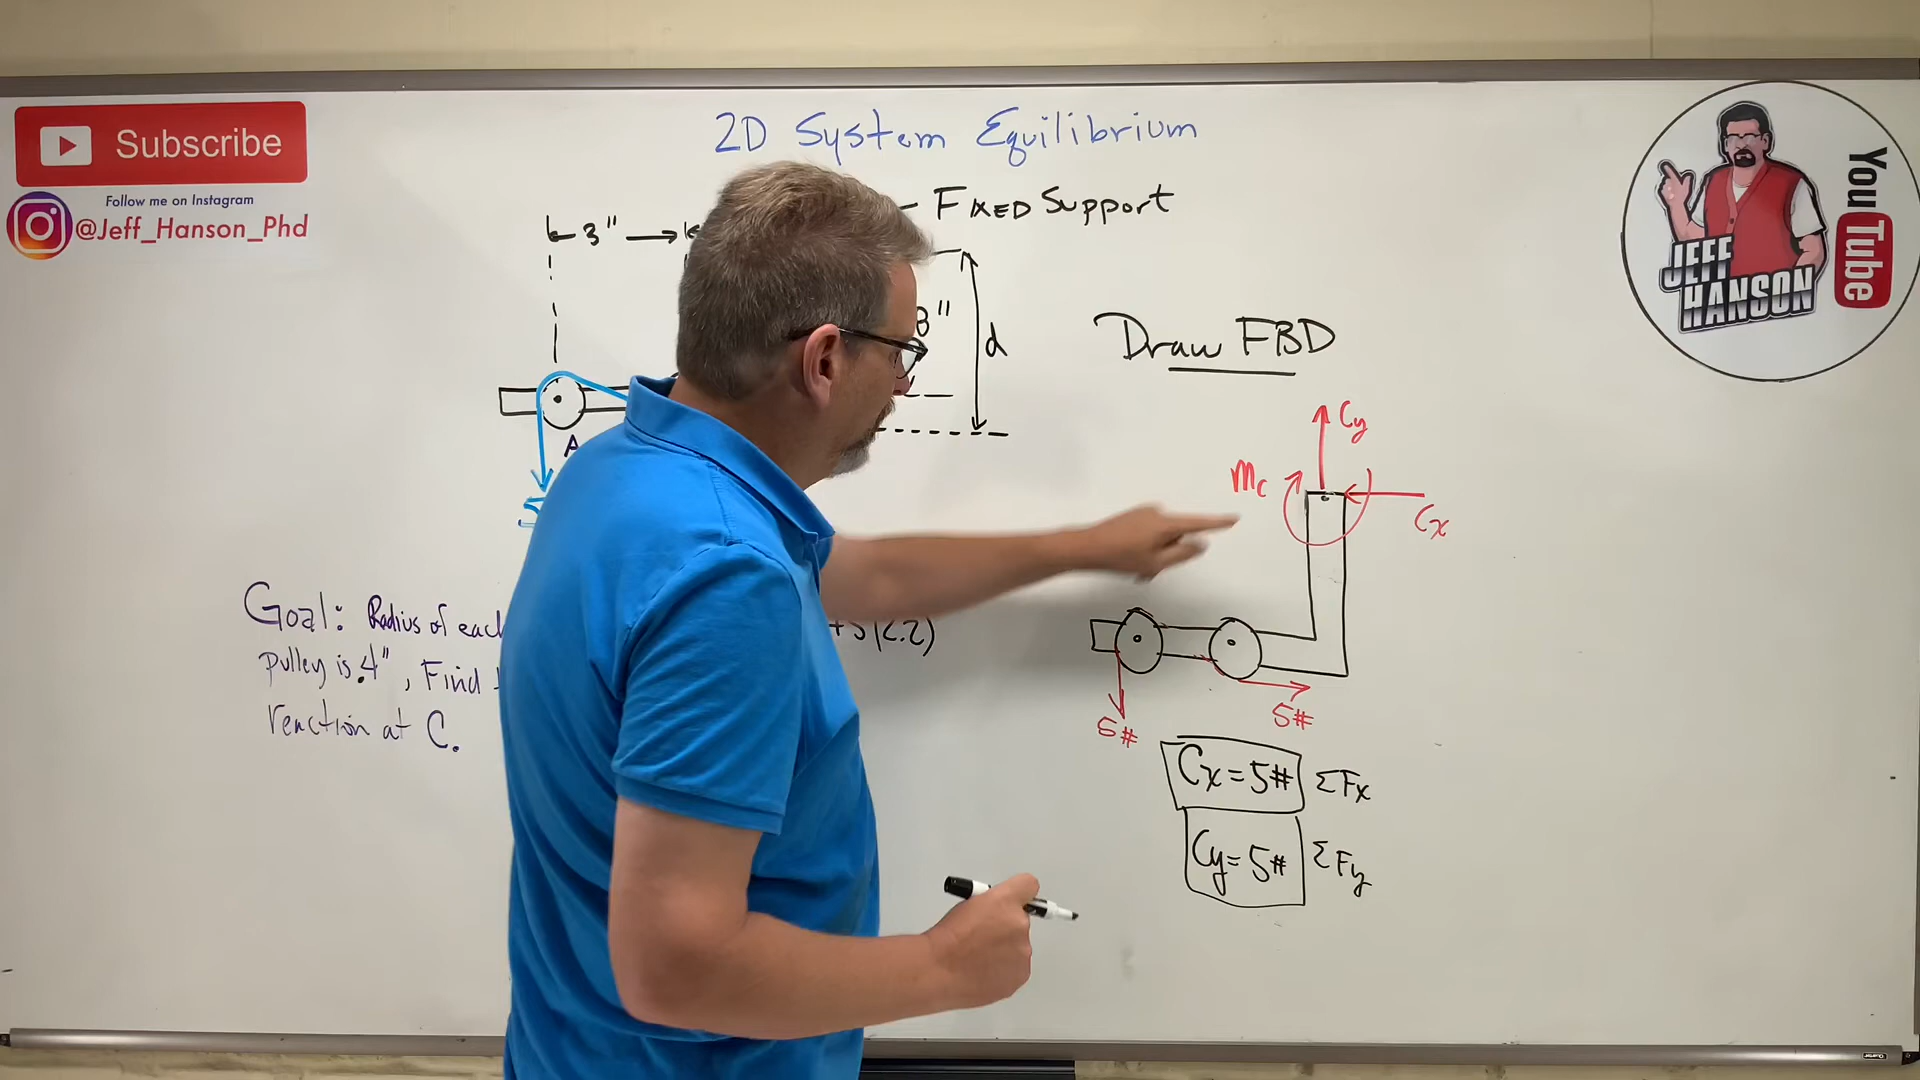 2D System Equilibrium
Subscribe
Follow me on Instagram
@Jeff_Hanson_Phd
FIXED Support
3"
8"
d
A
Draw FBD
Cy
Mc
Cx
Goal: Radius of each
pulley is .4", Find
reaction at C.
+5(2.2)
5#
5#
Cx=5# ΣFx
Cy=5# ΣFy
JEFF
HANSON
YouTube